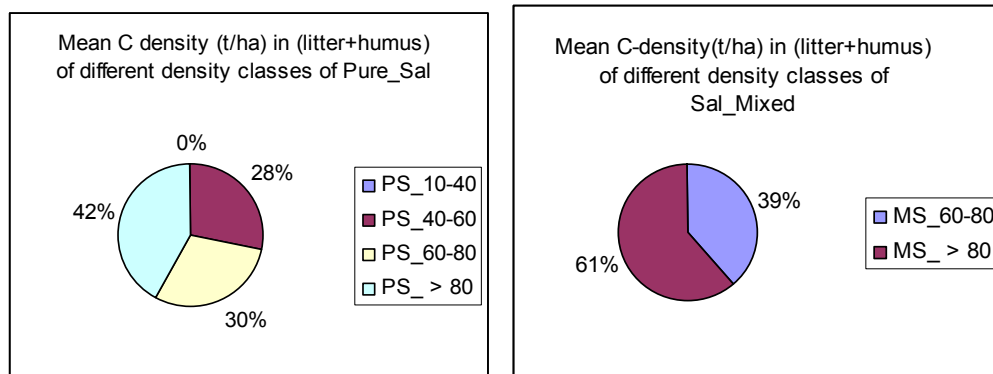 Mean C density (t/ha) in (litter+humus)
of different density classes of Pure_Sal
0%
28%
42%
30%
PS_10-40
PS_40-60
PS_60-80
PS_ > 80
Mean C-density(t/ha) in (litter+humus)
of different density classes of
Sal_Mixed
39%
61%
MS_60-80
MS_ > 80